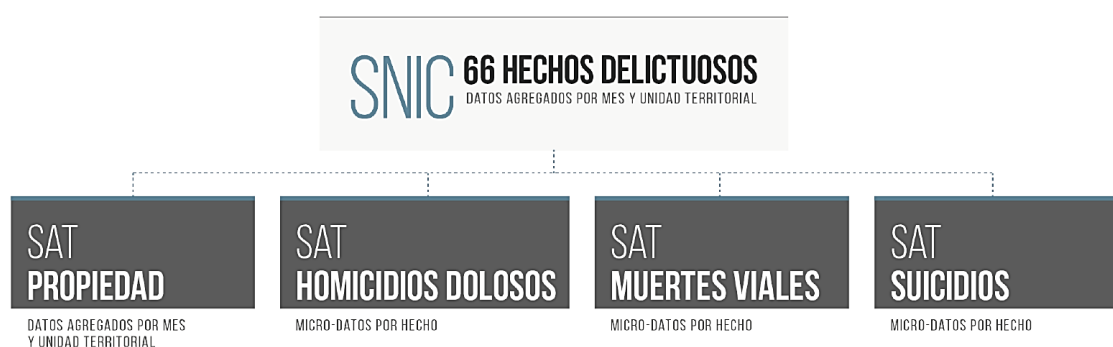 SNIC 66 HECHOS DELICTUOSOS
DATOS AGREGADOS POR MES Y UNIDAD TERRITORIAL
SAT
PROPIEDAD
DATOS AGREGADOS POR MES
Y UNIDAD TERRITORIAL
SAT
HOMICIDIOS DOLOSOS
MICRO-DATOS POR HECHO
SAT
MUERTES VIALES
MICRO-DATOS POR HECHO
SAT
SUICIDIOS
MICRO-DATOS POR HECHO